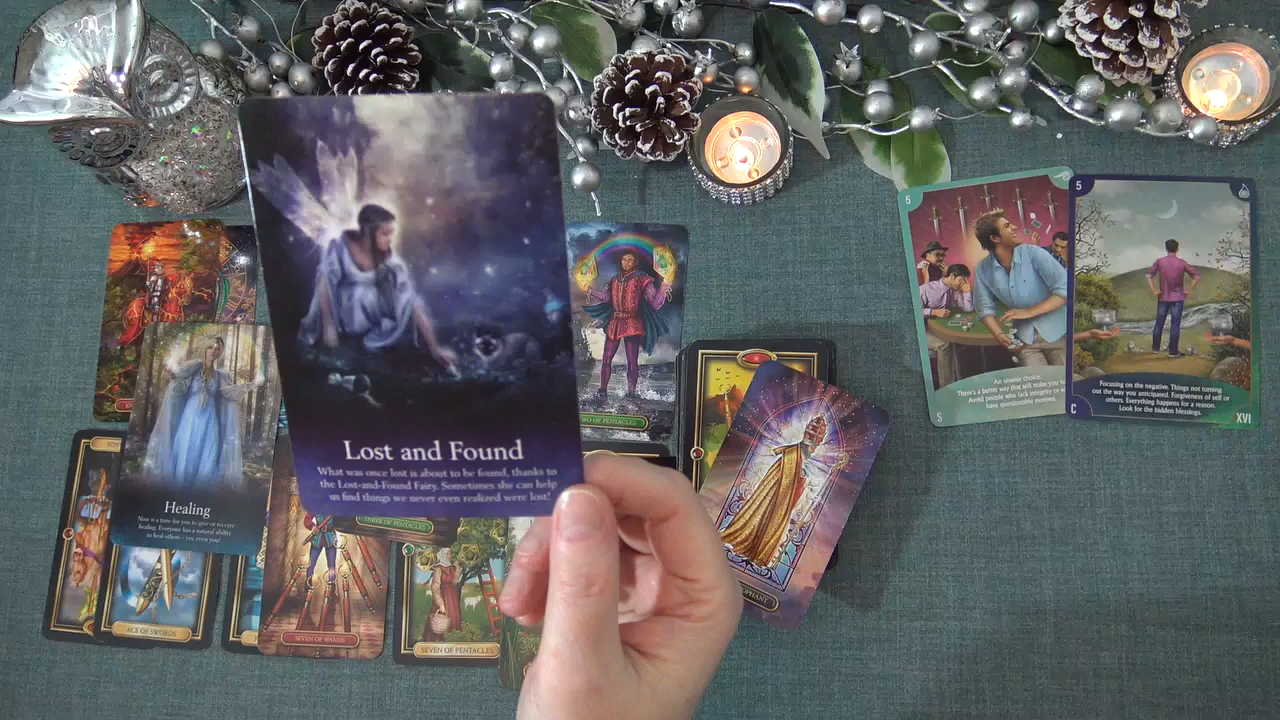 Lost and Found
What was once lest is about to be found, thanks to
the Lost-and-Found Fairy. Sometimes she can help
us find things we never even realized were lost!
Healing
Now is a time for you to give or receive
healing. Everyone has a natural ability
to heal others – yes, even you!
ACE OF SWORDS
SEVEN OF WANDS
THREE OF PENTACLES
SEVEN OF PENTACLES
TWO OF PENTACLES
OPHANT
5
An unwise choice.
There's a better way that will make you
Avoid people who lack integrity or
have questionable motives.
S
5
Focusing on the negative. Things not turning
out the way you anticipated. Forgiveness of self or
others. Everything happens for a reason.
Look for the hidden blessings.
C
XVI